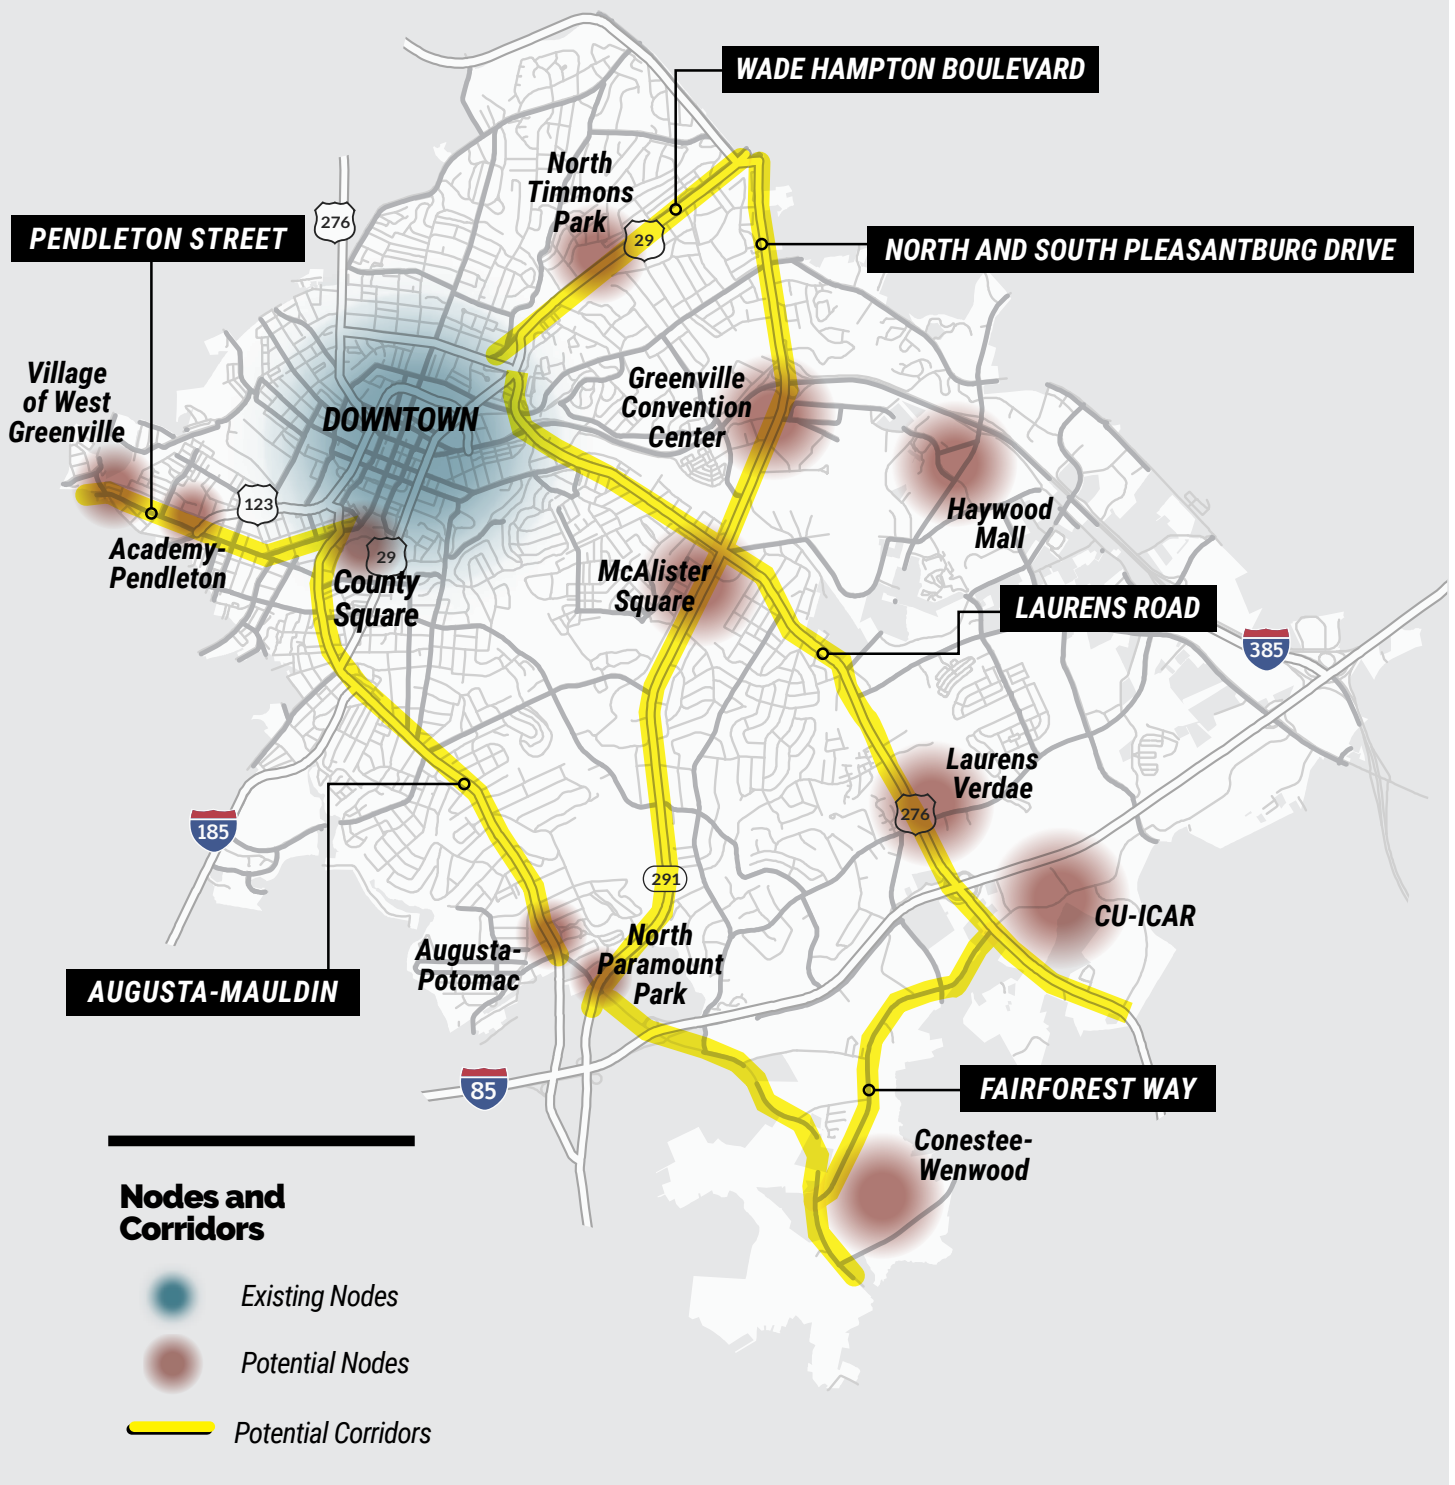 WADE HAMPTON BOULEVARD
North
Timmons
Park
276
29
PENDLETON STREET
NORTH AND SOUTH PLEASANTBURG DRIVE
Village
of West
Greenville
DOWNTOWN
Greenville
Convention
Center
123
Haywood
Mall
Academy-
Pendleton
29
County
Square
McAlister
Square
LAURENS ROAD
385
Laurens
Verdae
276
185
291
CU-ICAR
Augusta-
Potomac
North
Paramount
Park
AUGUSTA-MAULDIN
85
FAIRFOREST WAY
Conestee-
Wenwood
Nodes and
Corridors
Existing Nodes
Potential Nodes
Potential Corridors